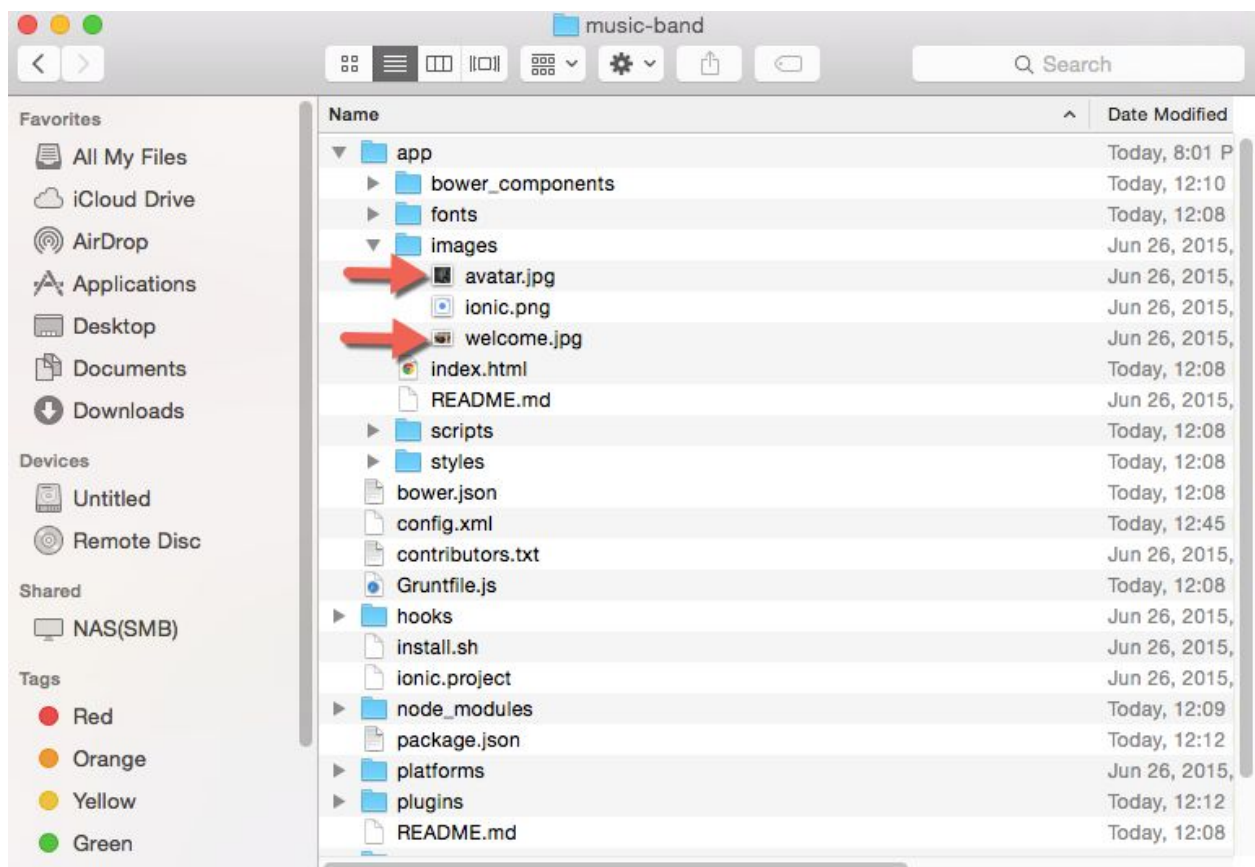 music-band
Search
Favorites
All My Files
iCloud Drive
AirDrop
Applications
Desktop
Documents
Downloads
Devices
Untitled
Remote Disc
Shared
NAS(SMB)
Tags
Red
Orange
Yellow
Green
Name Date Modified
app Today, 8:01 P
bower_components Today, 12:10
fonts Today, 12:08
images Jun 26, 2015,
avatar.jpg Jun 26, 2015,
ionic.png Jun 26, 2015,
welcome.jpg Jun 26, 2015,
index.html Today, 12:08
README.md Jun 26, 2015,
scripts Today, 12:08
styles Today, 12:08
bower.json Today, 12:08
config.xml Today, 12:45
contributors.txt Jun 26, 2015,
Gruntfile.js Today, 12:08
hooks Jun 26, 2015,
install.sh Jun 26, 2015,
ionic.project Jun 26, 2015,
node_modules Today, 12:09
package.json Today, 12:12
platforms Jun 26, 2015,
plugins Today, 12:12
README.md Today, 12:08